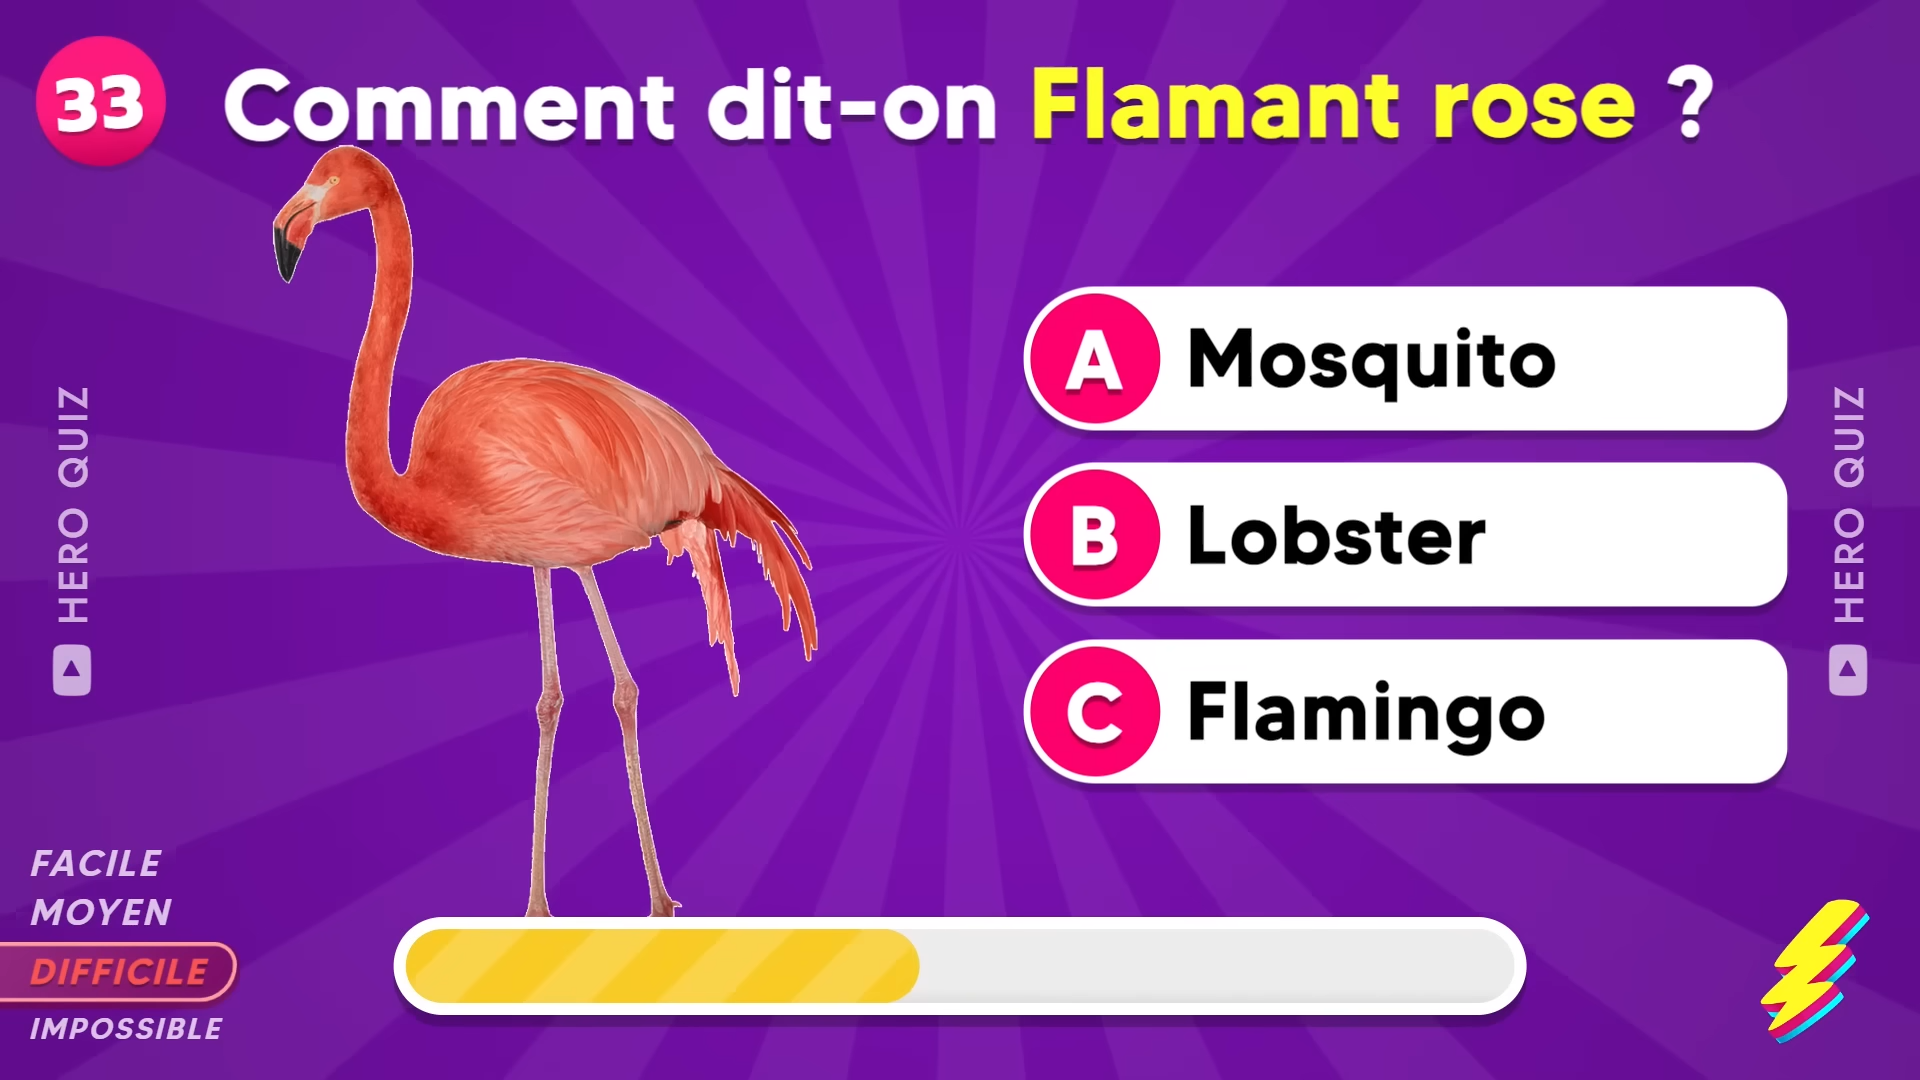 33
Comment dit-on Flamant rose ?
A Mosquito
B Lobster
C Flamingo
HERO QUIZ
HERO QUIZ
FACILE
MOYEN
DIFFICILE
IMPOSSIBLE